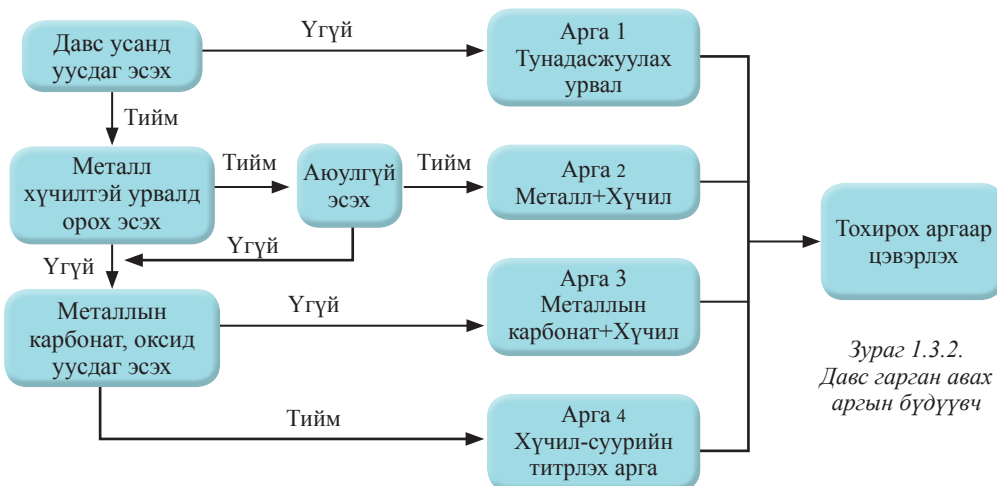 Давс усанд
уусдаг эсэх
Үгүй
Арга 1
Тунадасжуулах
урвал
Тийм
Металл
хүчилтэй урвалд
орох эсэх
Тийм
Аюулгүй
эсэх
Тийм
Арга 2
Металл+Хүчил
Тохирох аргаар
цэвэрлэх
Үгүй
Үгүй
Металлын
карбонат, оксид
уусдаг эсэх
Үгүй
Арга 3
Металлын
карбонат+Хүчил
Тийм
Арга 4
Хүчил-суурийн
титрлэх арга
Зураг 1.3.2.
Давс гарган авах
аргын бүдүүвч